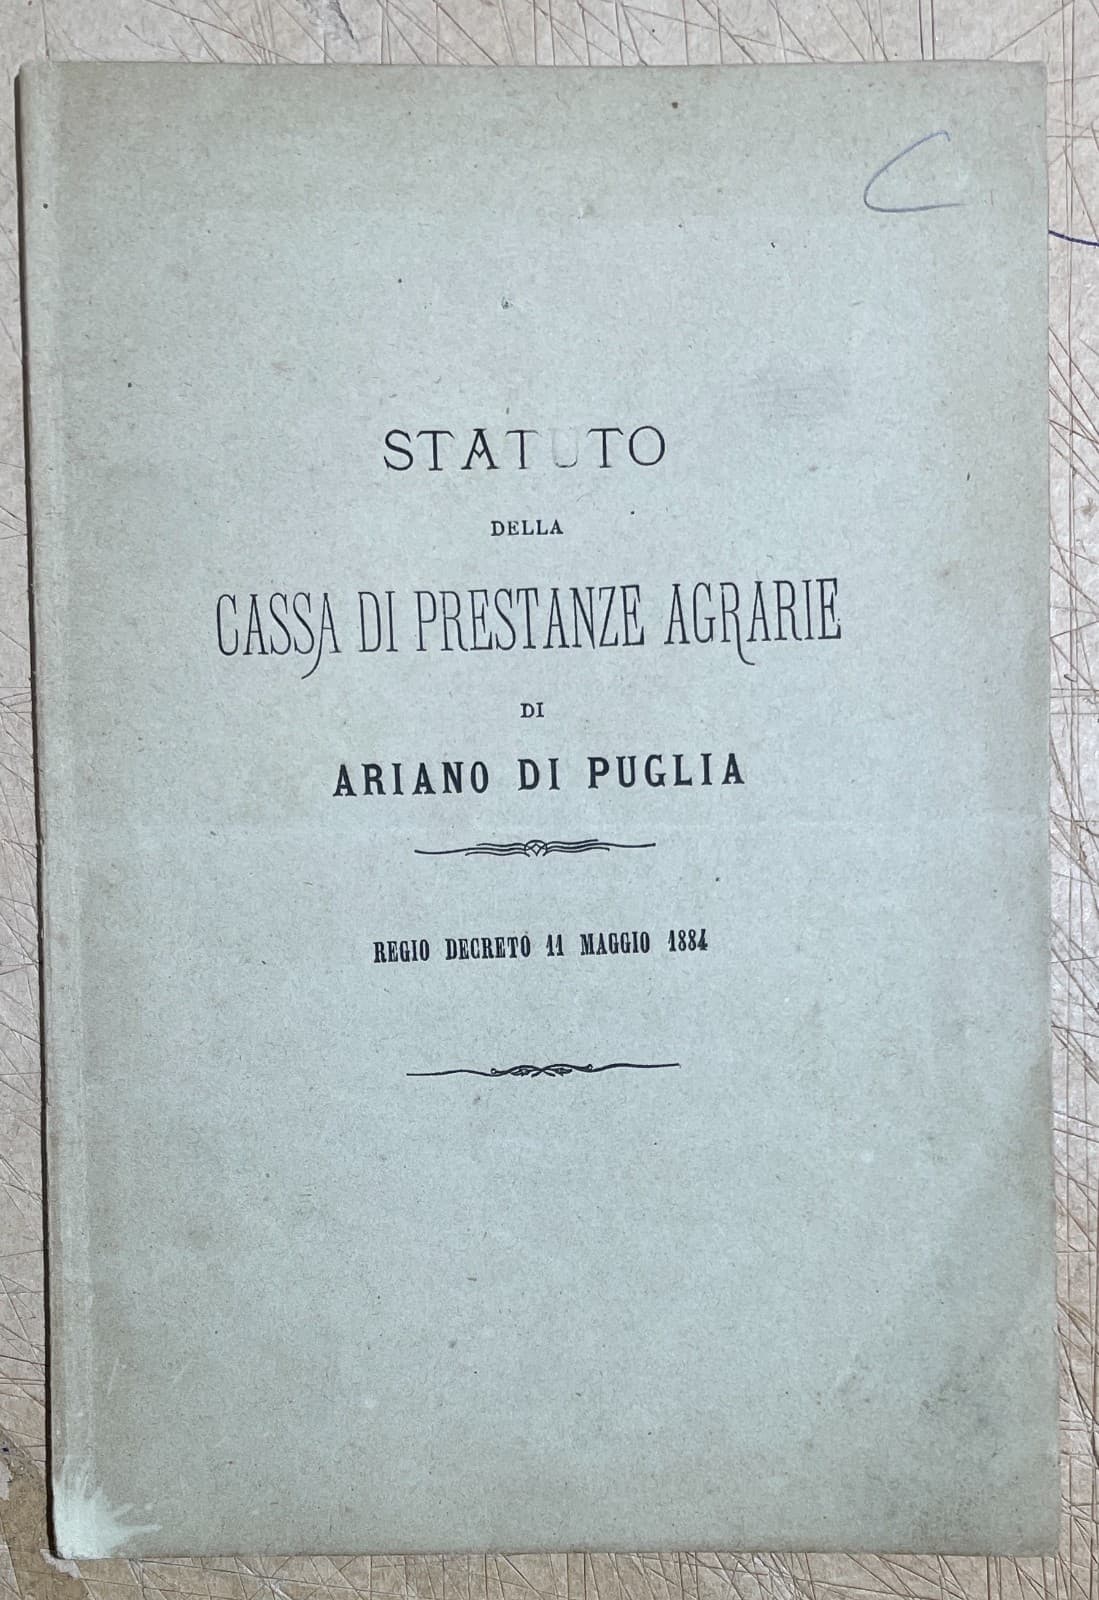 STATUTO
DELLA
CASSA DI PRESTANZE AGRARIE
DI
ARIANO DI PUGLIA
REGIO DECRETO 11 MAGGIO 1884